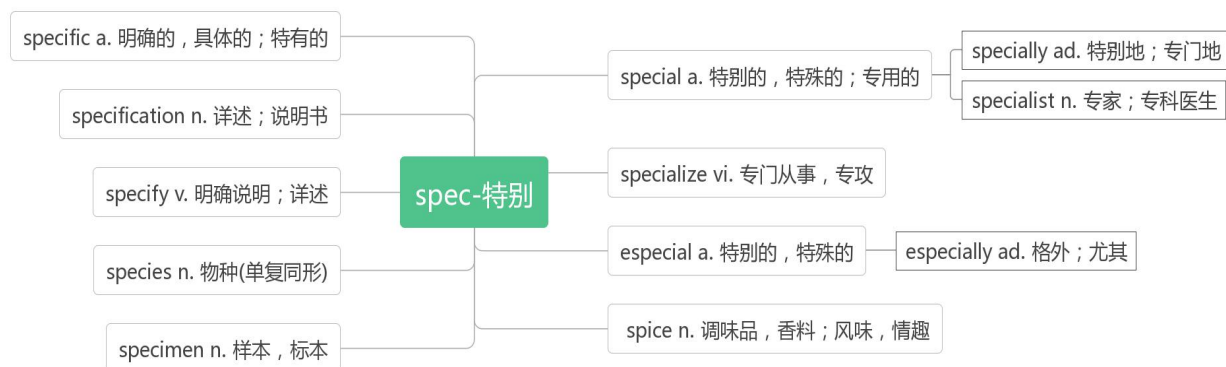 specific a. 明确的，具体的；特有的
specification n. 详述；说明书
specify v. 明确说明；详述
species n. 物种(单复同形)
specimen n. 样本，标本
spec-特别
special a. 特别的，特殊的；专用的
specially ad. 特别地；专门地
specialist n. 专家；专科医生
specialize vi. 专门从事，专攻
especial a. 特别的，特殊的
especially ad. 格外；尤其
spice n. 调味品，香料；风味，情趣